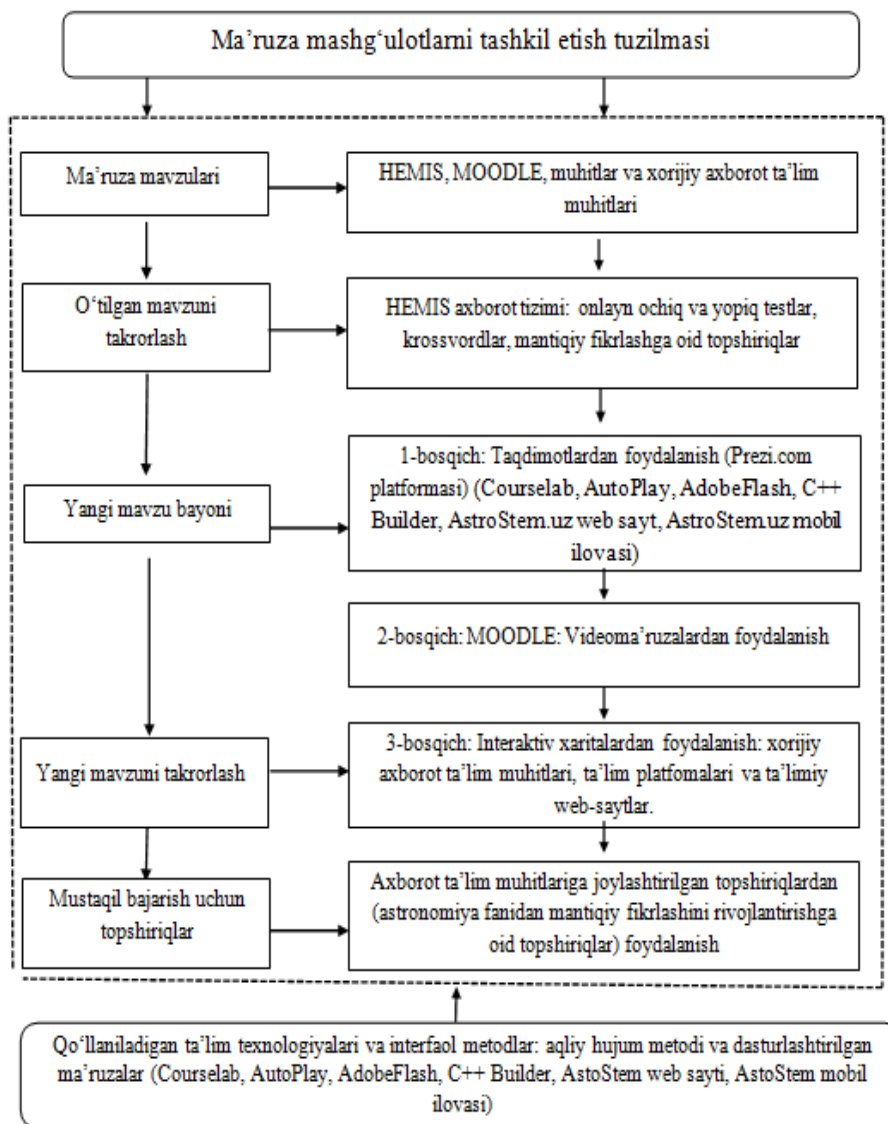 Ma’ruza mashg‘ulotlarni tashkil etish tuzilmasi
Ma’ruza mavzulari
HEMIS, MOODLE, muhitlar va xorijiy axborot ta’lim
muhitlari
O‘tilgan mavzuni
takrorlash
HEMIS axborot tizimi: onlayn ochiq va yopiq testlar,
krossvordlar, mantiqiy fikrlashga oid topshiriqlar
Yangi mavzu bayoni
1-bosqich: Taqdimotlardan foydalanish (Prezi.com
platformasi) (Courselab, AutoPlay, AdobeFlash, C++
Builder, AstroStem.uz web sayt, AstroStem.uz mobil
ilovasi)
2-bosqich: MOODLE: Videoma’ruzalardan foydalanish
Yangi mavzuni takrorlash
3-bosqich: Interaktiv xaritalardan foydalanish: xorijiy
axborot ta’lim muhitlari, ta’lim platfomalari va ta’limiy
web-saytlar.
Mustaqil bajarish uchun
topshiriqlar
Axborot ta’lim muhitlariga joylashtirilgan topshiriqlardan
(astronomiya fanidan mantiqiy fikrlashini rivojlantirishga
oid topshiriqlar) foydalanish
Qo‘llaniladigan ta’lim texnologiyalari va interfaol metodlar: aqliy hujum metodi va dasturlashtirilgan
ma’ruzalar (Courselab, AutoPlay, AdobeFlash, C++ Builder, AstoStem web sayti, AstoStem mobil
ilovasi)